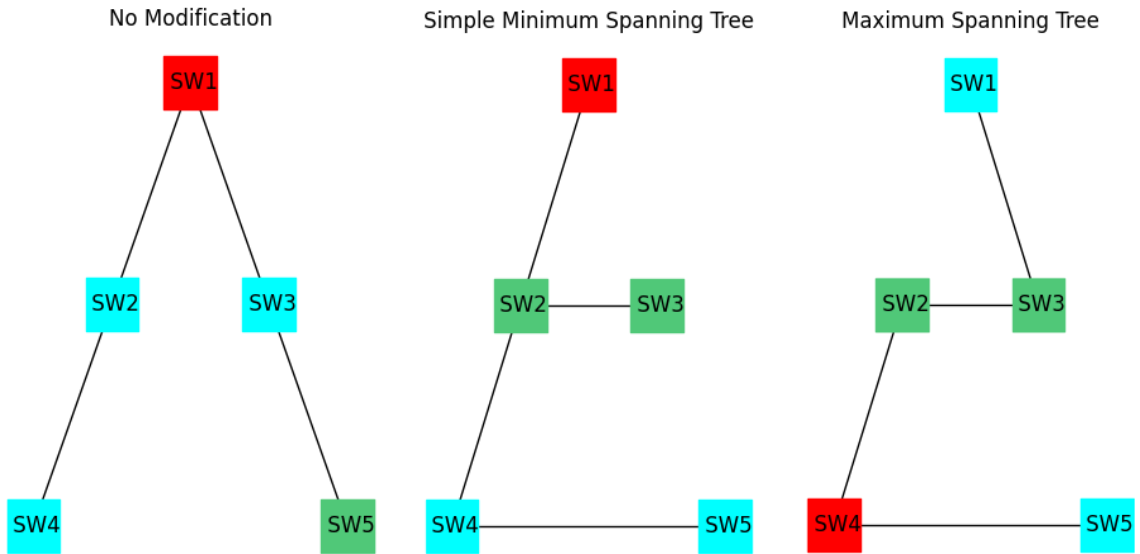 No Modification
SW1
SW2
SW3
SW4
SW5
Simple Minimum Spanning Tree
SW1
SW2
SW3
SW4
SW5
Maximum Spanning Tree
SW1
SW2
SW3
SW4
SW5